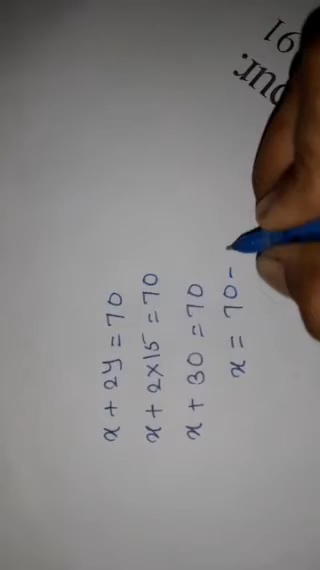 x + 2y = 70
x + 2×15 = 70
x + 30 = 70
x = 70 -